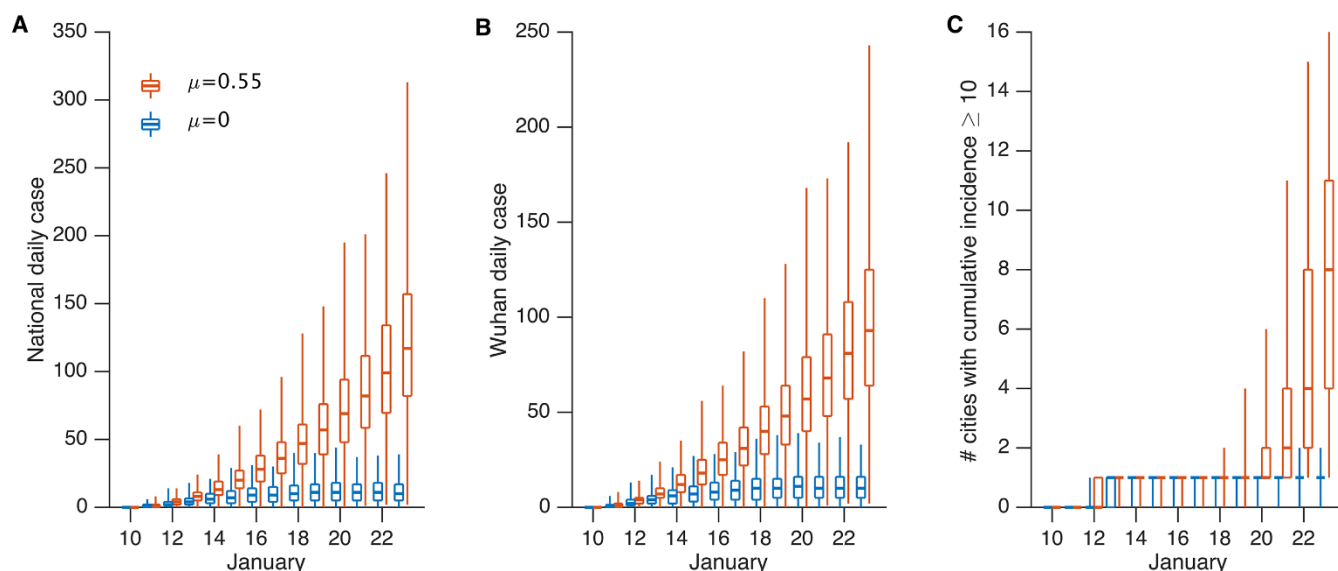 A
National daily case
350
300
250
200
150
100
50
0
μ=0.55
μ=0
10 12 14 16 18 20 22
January
B
Wuhan daily case
250
200
150
100
50
0
10 12 14 16 18 20 22
January
C
# cities with cumulative incidence ≥ 10
16
14
12
10
8
6
4
2
0
10 12 14 16 18 20 22
January